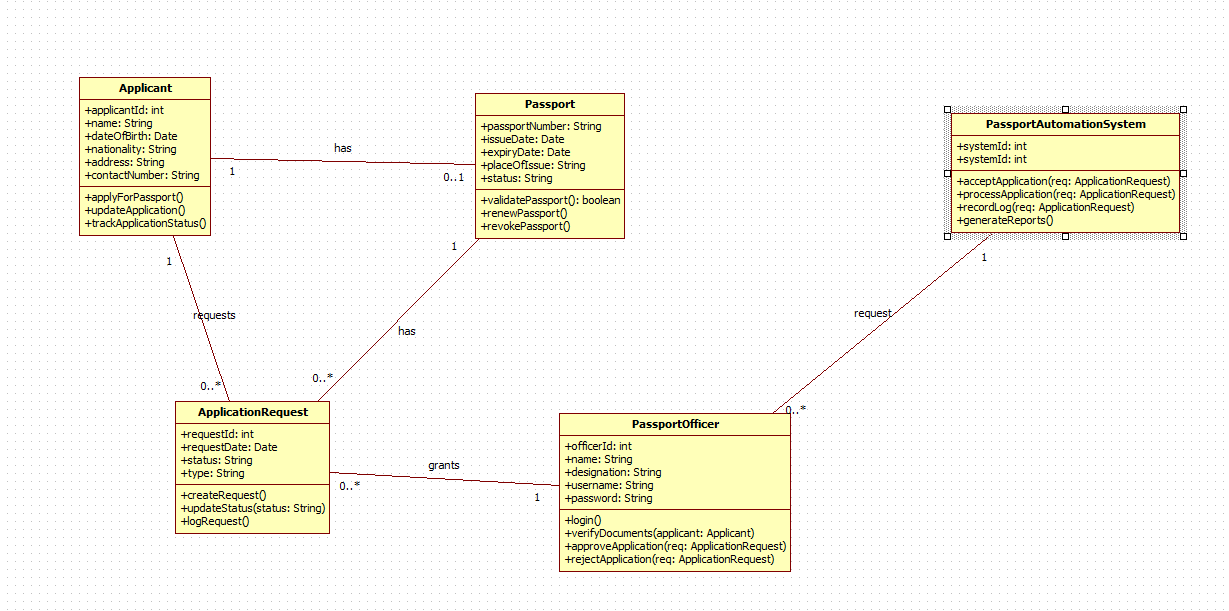 Applicant
+applicantId: int
+name: String
+dateOfBirth: Date
+nationality: String
+address: String
+contactNumber: String
+applyForPassport()
+updateApplication()
+trackApplicationStatus()
has
1
0..1
Passport
+passportNumber: String
+issueDate: Date
+expiryDate: Date
+placeOfIssue: String
+status: String
+validatePassport(): boolean
+renewPassport()
+revokePassport()
PassportAutomationSystem
+systemId: int
+systemId: int
+acceptApplication(req: ApplicationRequest)
+processApplication(req: ApplicationRequest)
+recordLog(req: ApplicationRequest)
+generateReports()
1
requests
0..*
1
has
0..*
1
request
0..*
ApplicationRequest
+requestId: int
+requestDate: Date
+status: String
+type: String
+createRequest()
+updateStatus(status: String)
+logRequest()
grants
0..*
1
PassportOfficer
+officerId: int
+name: String
+designation: String
+username: String
+password: String
+login()
+verifyDocuments(applicant: Applicant)
+approveApplication(req: ApplicationRequest)
+rejectApplication(req: ApplicationRequest)